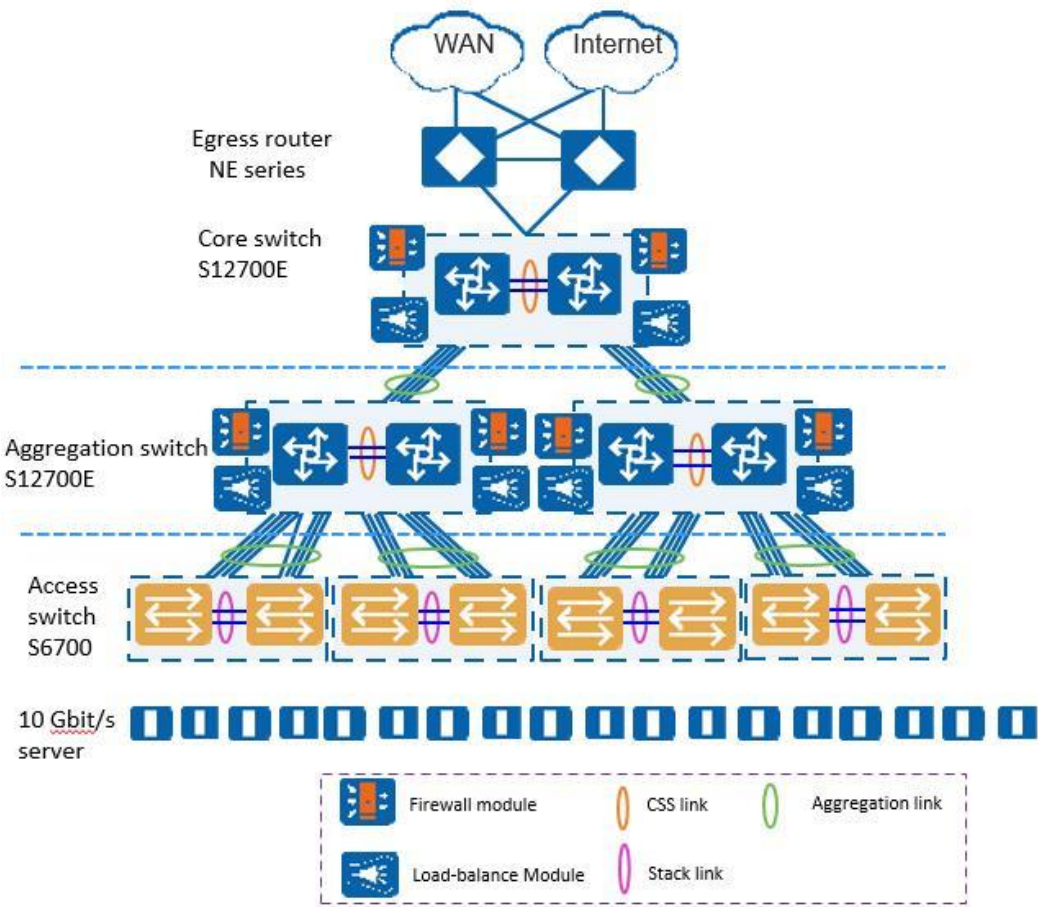 WAN
Internet
Egress router
NE series
Core switch
S12700E
Aggregation switch
S12700E
Access
switch
S6700
10 Gbit/s
server
Firewall module
CSS link
Aggregation link
Load-balance Module
Stack link